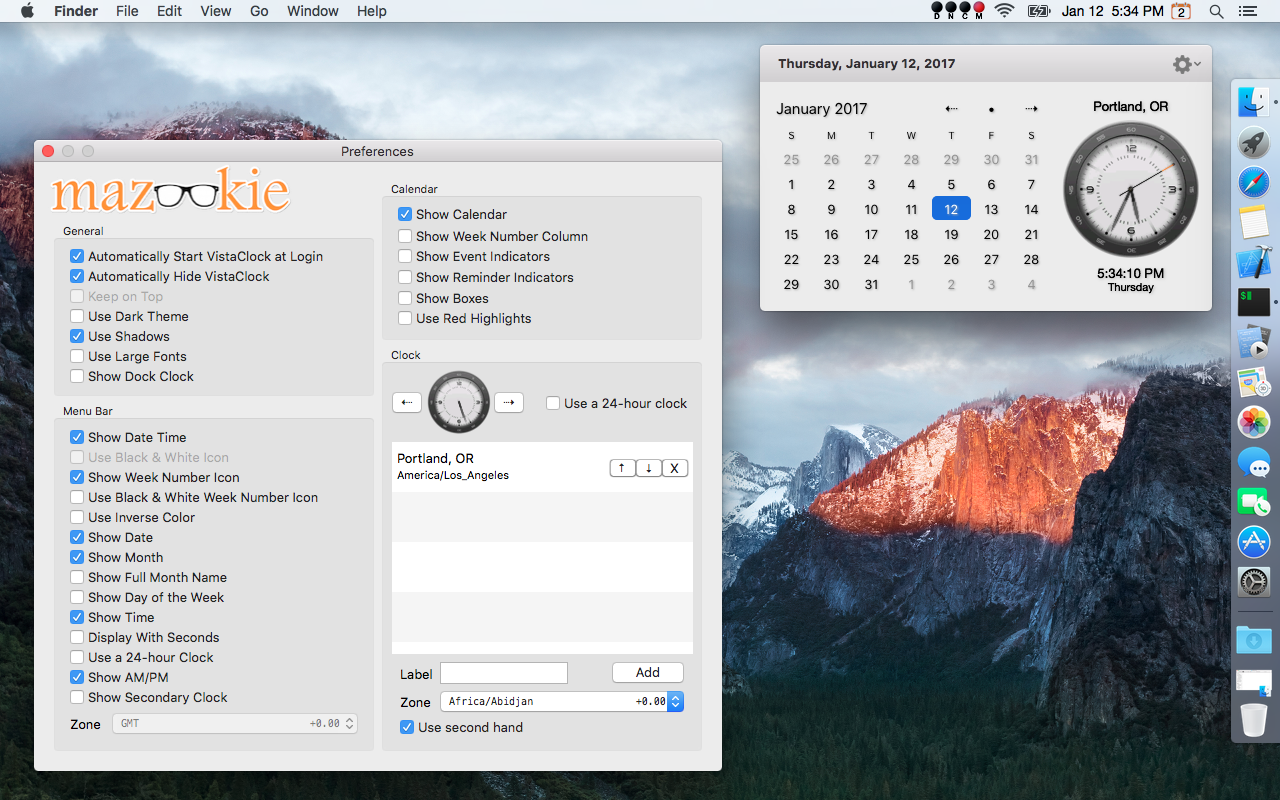 Finder File Edit View Go Window Help
D N C M
Jan 12 5:34 PM
2
Preferences
mazookie
General
Automatically Start VistaClock at Login
Automatically Hide VistaClock
Keep on Top
Use Dark Theme
Use Shadows
Use Large Fonts
Show Dock Clock
Menu Bar
Show Date Time
Use Black & White Icon
Show Week Number Icon
Use Black & White Week Number Icon
Use Inverse Color
Show Date
Show Month
Show Full Month Name
Show Day of the Week
Show Time
Display With Seconds
Use a 24-hour Clock
Show AM/PM
Show Secondary Clock
Zone GMT +0.00
Calendar
Show Calendar
Show Week Number Column
Show Event Indicators
Show Reminder Indicators
Show Boxes
Use Red Highlights
Clock
Use a 24-hour clock
Portland, OR
America/Los_Angeles
↑ ↓ X
Label Add
Zone Africa/Abidjan +0.00
Use second hand
Thursday, January 12, 2017
January 2017
S M T W T F S
25 26 27 28 29 30 31
1 2 3 4 5 6 7
8 9 10 11 12 13 14
15 16 17 18 19 20 21
22 23 24 25 26 27 28
29 30 31 1 2 3 4
Portland, OR
60
12
9 3
6
5:34:10 PM
Thursday